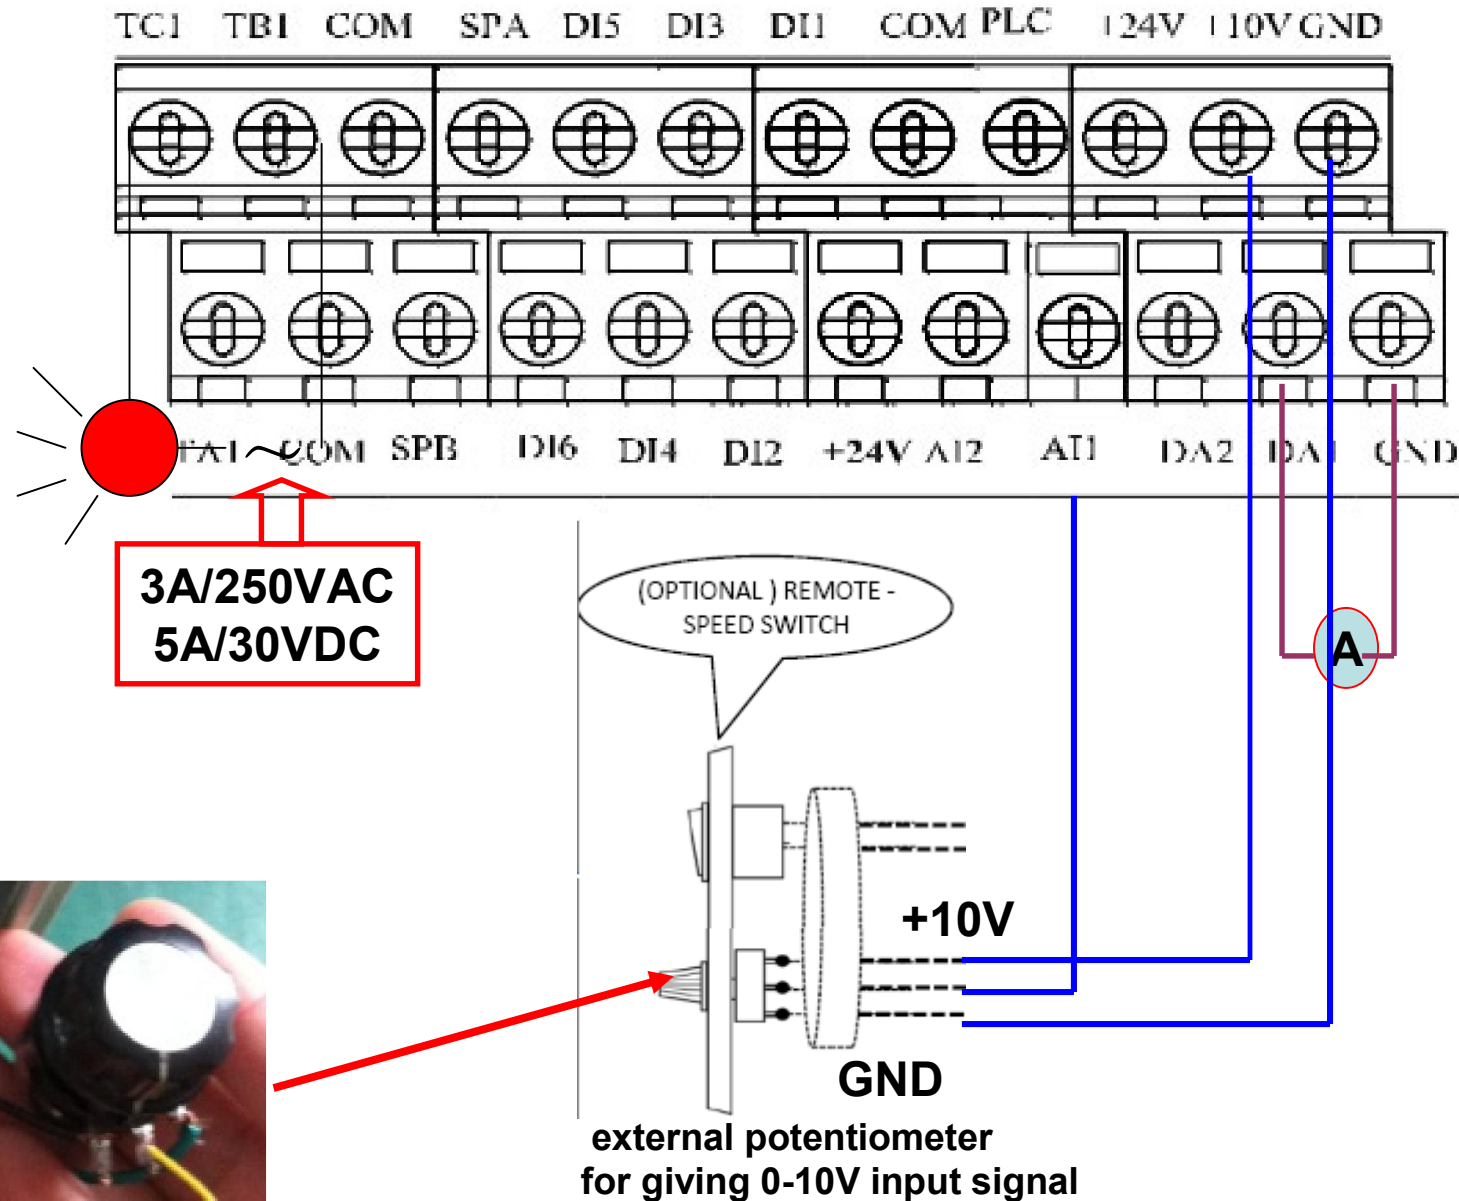 TC1 TB1 COM SPA DI5 DI3 DI1 COM PLC +24V +10V GND
TA1 COM SPB DI6 DI4 DI2 +24V AI2 AI1 DA2 DA1 GND
3A/250VAC
5A/30VDC
(OPTIONAL ) REMOTE -
SPEED SWITCH
A
+10V
GND
external potentiometer
for giving 0-10V input signal